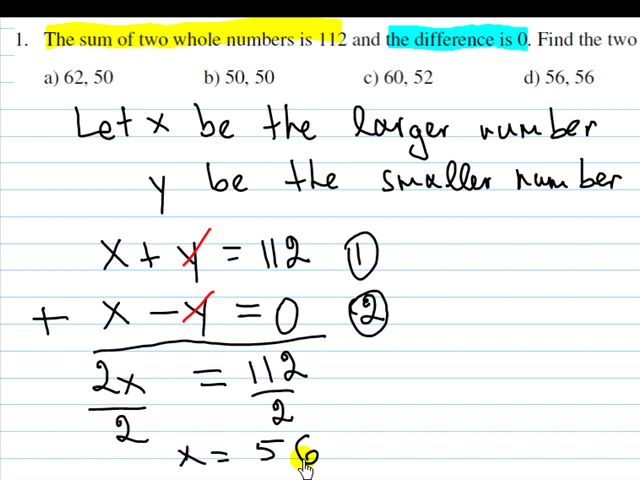 1. The sum of two whole numbers is 112 and the difference is 0. Find the two
a) 62, 50 b) 50, 50 c) 60, 52 d) 56, 56
Let x be the larger number
y be the smaller number
x + y = 112 ①
+ x - y = 0 ②
2x/2 = 112/2
x = 56